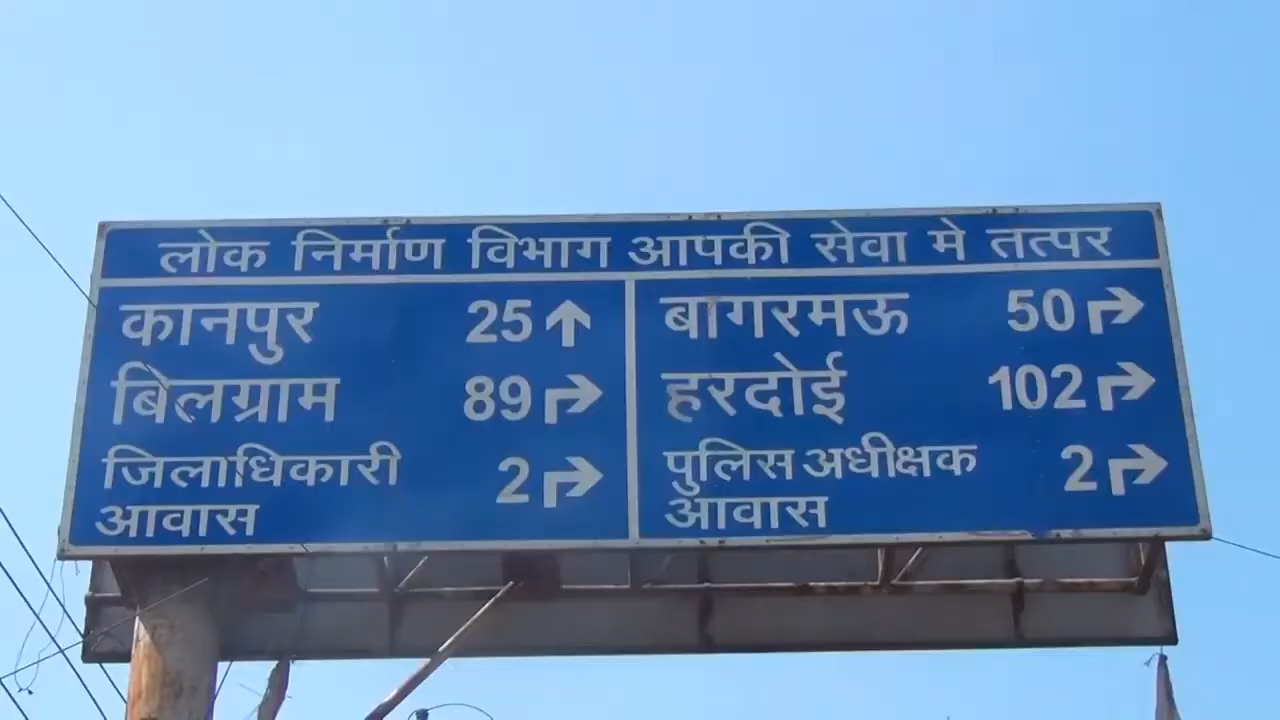 लोक निर्माण विभाग आपकी सेवा मे तत्पर
कानपुर 25
बिलग्राम 89
जिलाधिकारी 2
आवास
बागरमऊ 50
हरदोई 102
पुलिस अधीक्षक 2
आवास